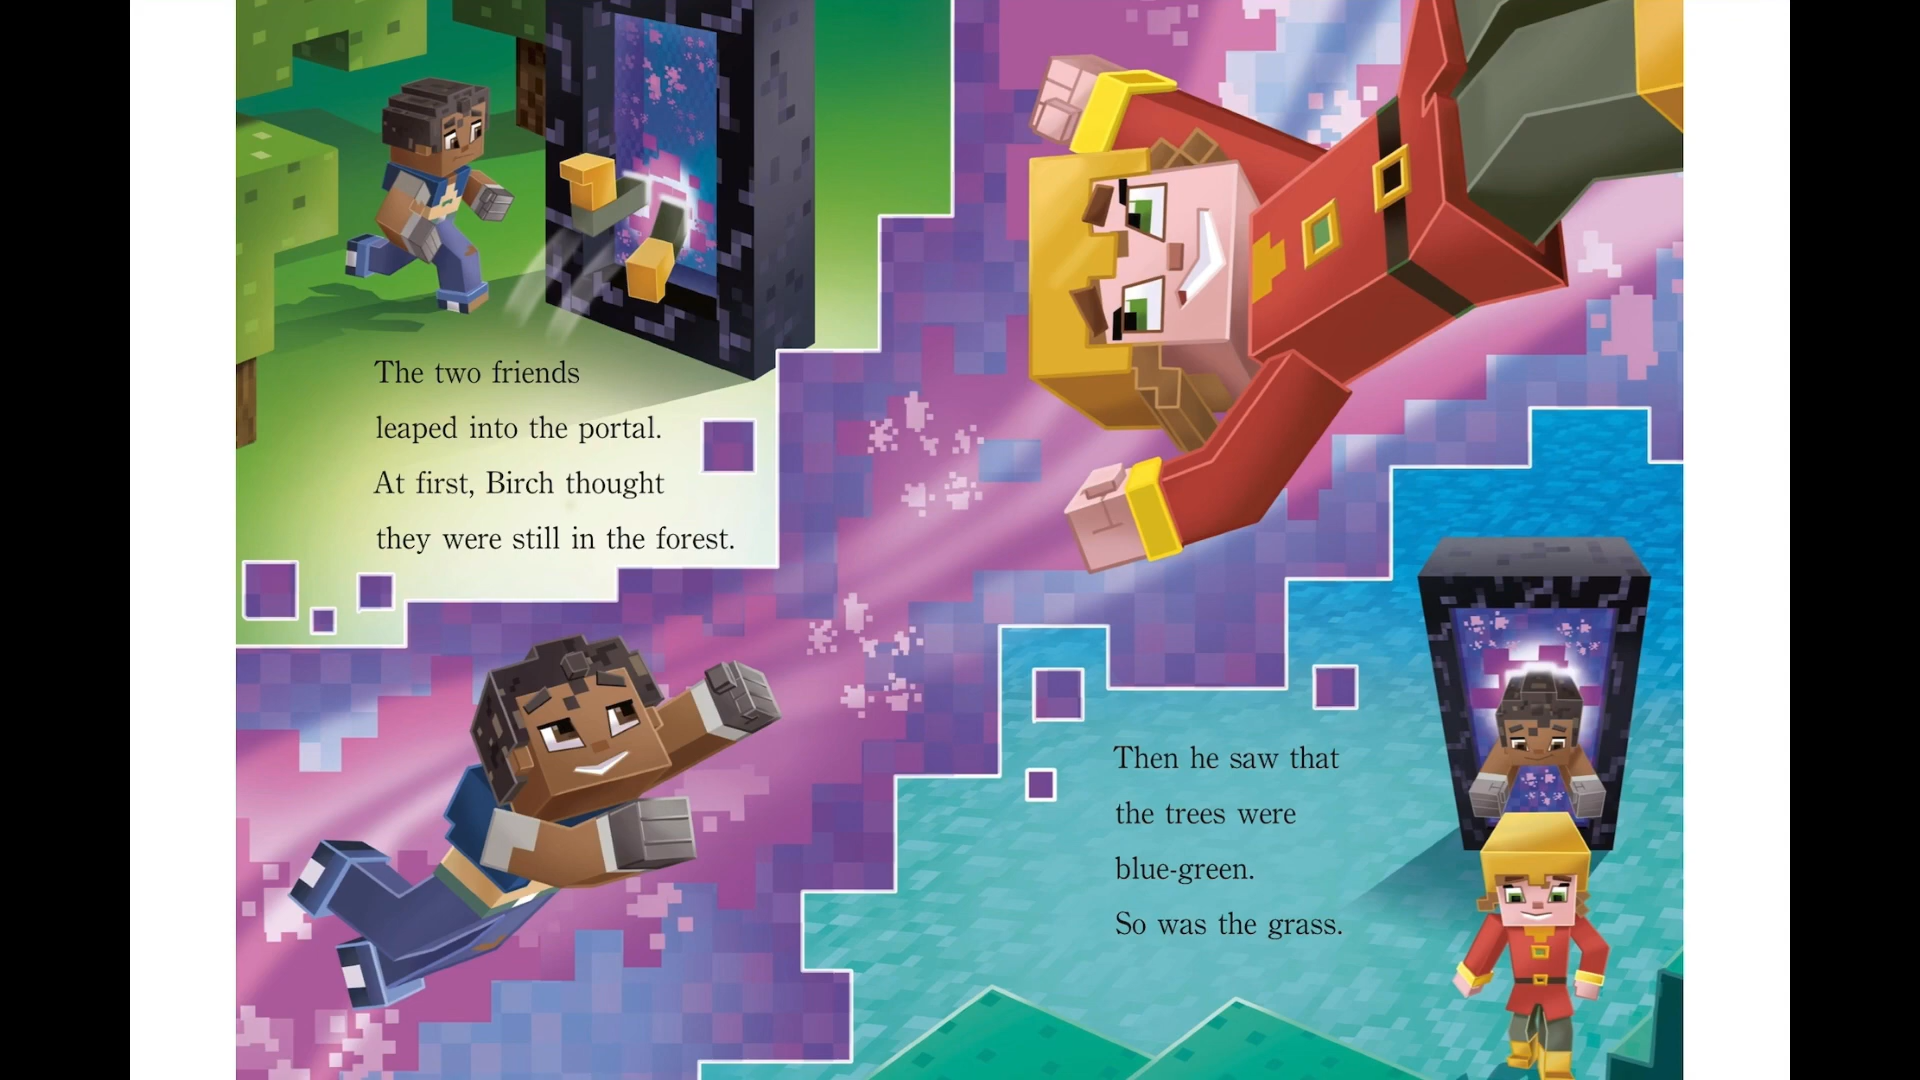 The two friends
leaped into the portal.
At first, Birch thought
they were still in the forest.
Then he saw that
the trees were
blue-green.
So was the grass.